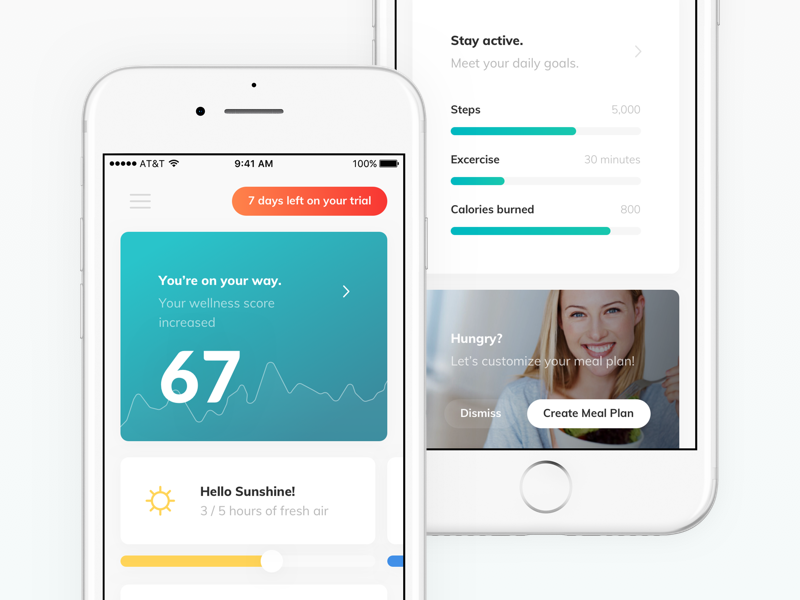 AT&T
9:41 AM
100%
7 days left on your trial
You're on your way.
Your wellness score
increased
67
Hello Sunshine!
3 / 5 hours of fresh air
Stay active.
Meet your daily goals.
Steps
5,000
Excercise
30 minutes
Calories burned
800
Hungry?
Let's customize your meal plan!
Dismiss
Create Meal Plan